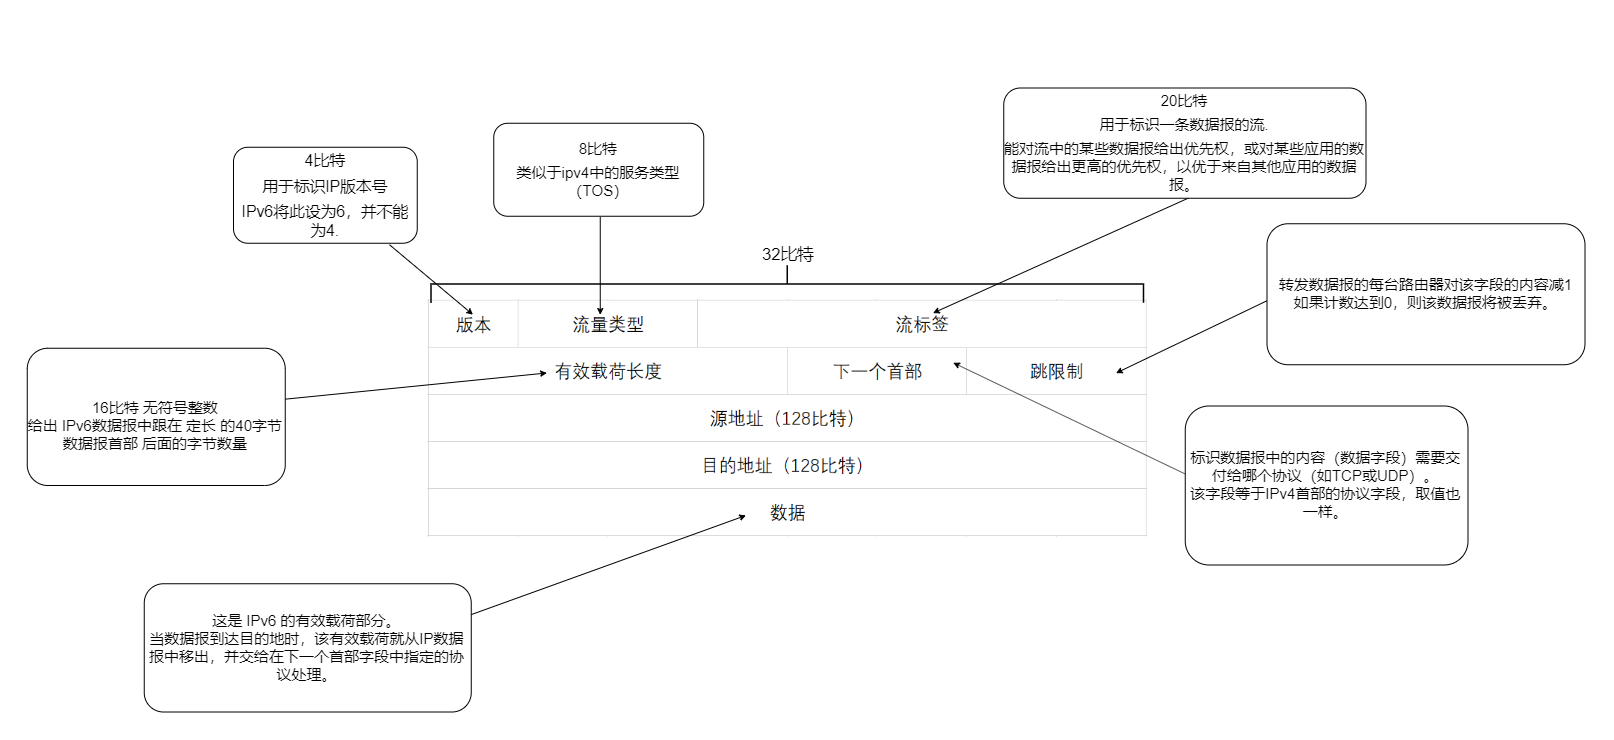 20比特
用于标识一条数据报的流.
能对流中的某些数据报给出优先权，或对某些应用的数
据报给出更高的优先权，以优于来自其他应用的数据
报。
8比特
类似于ipv4中的服务类型
（TOS）
4比特
用于标识IP版本号
IPv6将此设为6，并不能
为4.
32比特
转发数据报的每台路由器对该字段的内容减1
如果计数达到0，则该数据报将被丢弃。
版本 流量类型 流标签
有效载荷长度 下一个首部 跳限制
16比特 无符号整数
给出 IPv6数据报中跟在 定长 的40字节
数据报首部 后面的字节数量
源地址（128比特）
目的地址（128比特）
标识数据报中的内容（数据字段）需要交
付给哪个协议（如TCP或UDP）。
该字段等于IPv4首部的协议字段，取值也
一样。
数据
这是 IPv6 的有效载荷部分。
当数据报到达目的地时，该有效载荷就从IP数据
报中移出，并交给在下一个首部字段中指定的协
议处理。